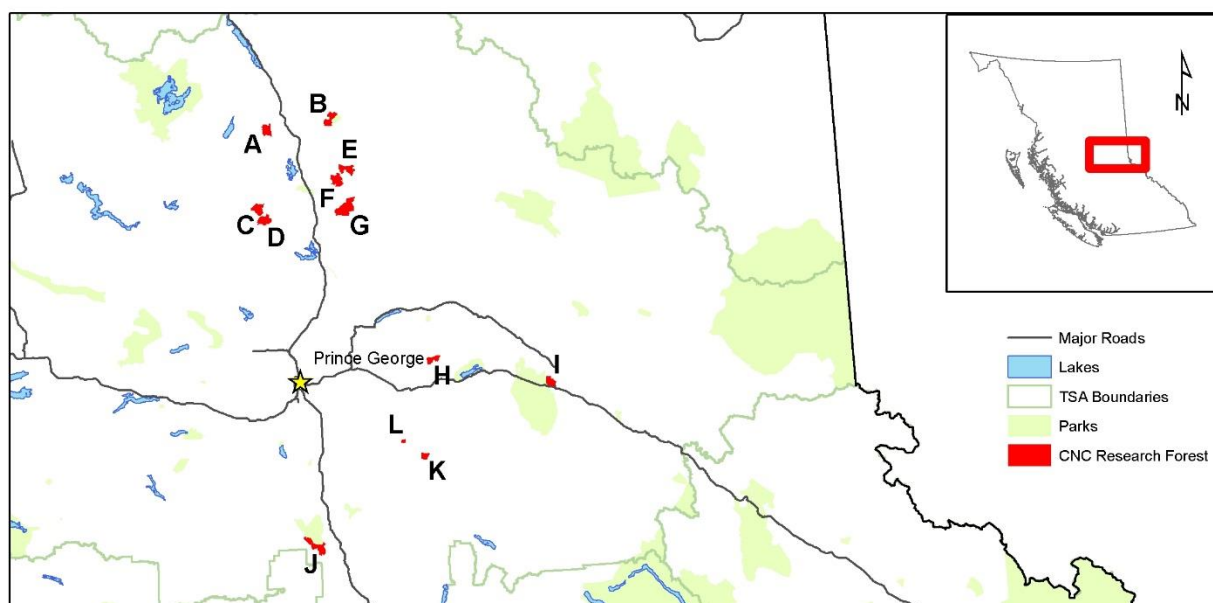 B
A
E
F
C
D
G
N
Prince George
H
I
L
K
J
Major Roads
Lakes
TSA Boundaries
Parks
CNC Research Forest